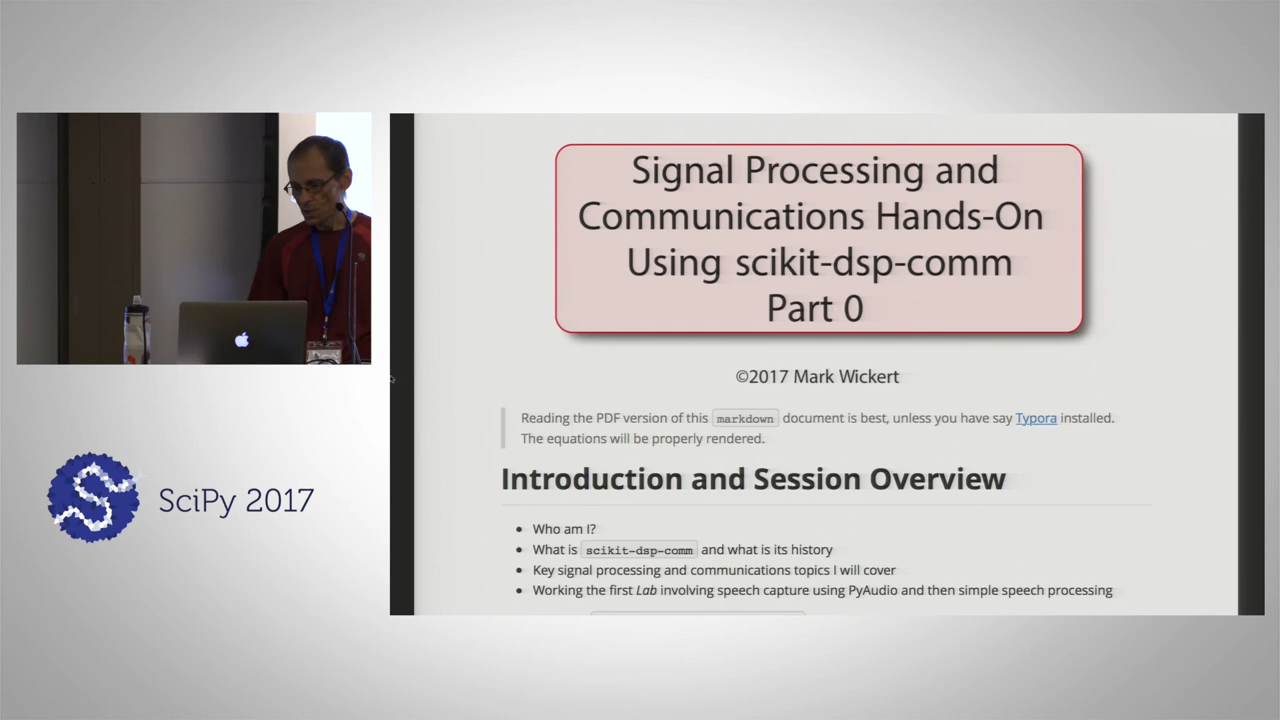 Signal Processing and
Communications Hands-On
Using scikit-dsp-comm
Part 0
©2017 Mark Wickert
Reading the PDF version of this markdown document is best, unless you have say Typora installed.
The equations will be properly rendered.
Introduction and Session Overview
• Who am I?
• What is scikit-dsp-comm and what is its history
• Key signal processing and communications topics I will cover
• Working the first Lab involving speech capture using PyAudio and then simple speech processing
SciPy 2017